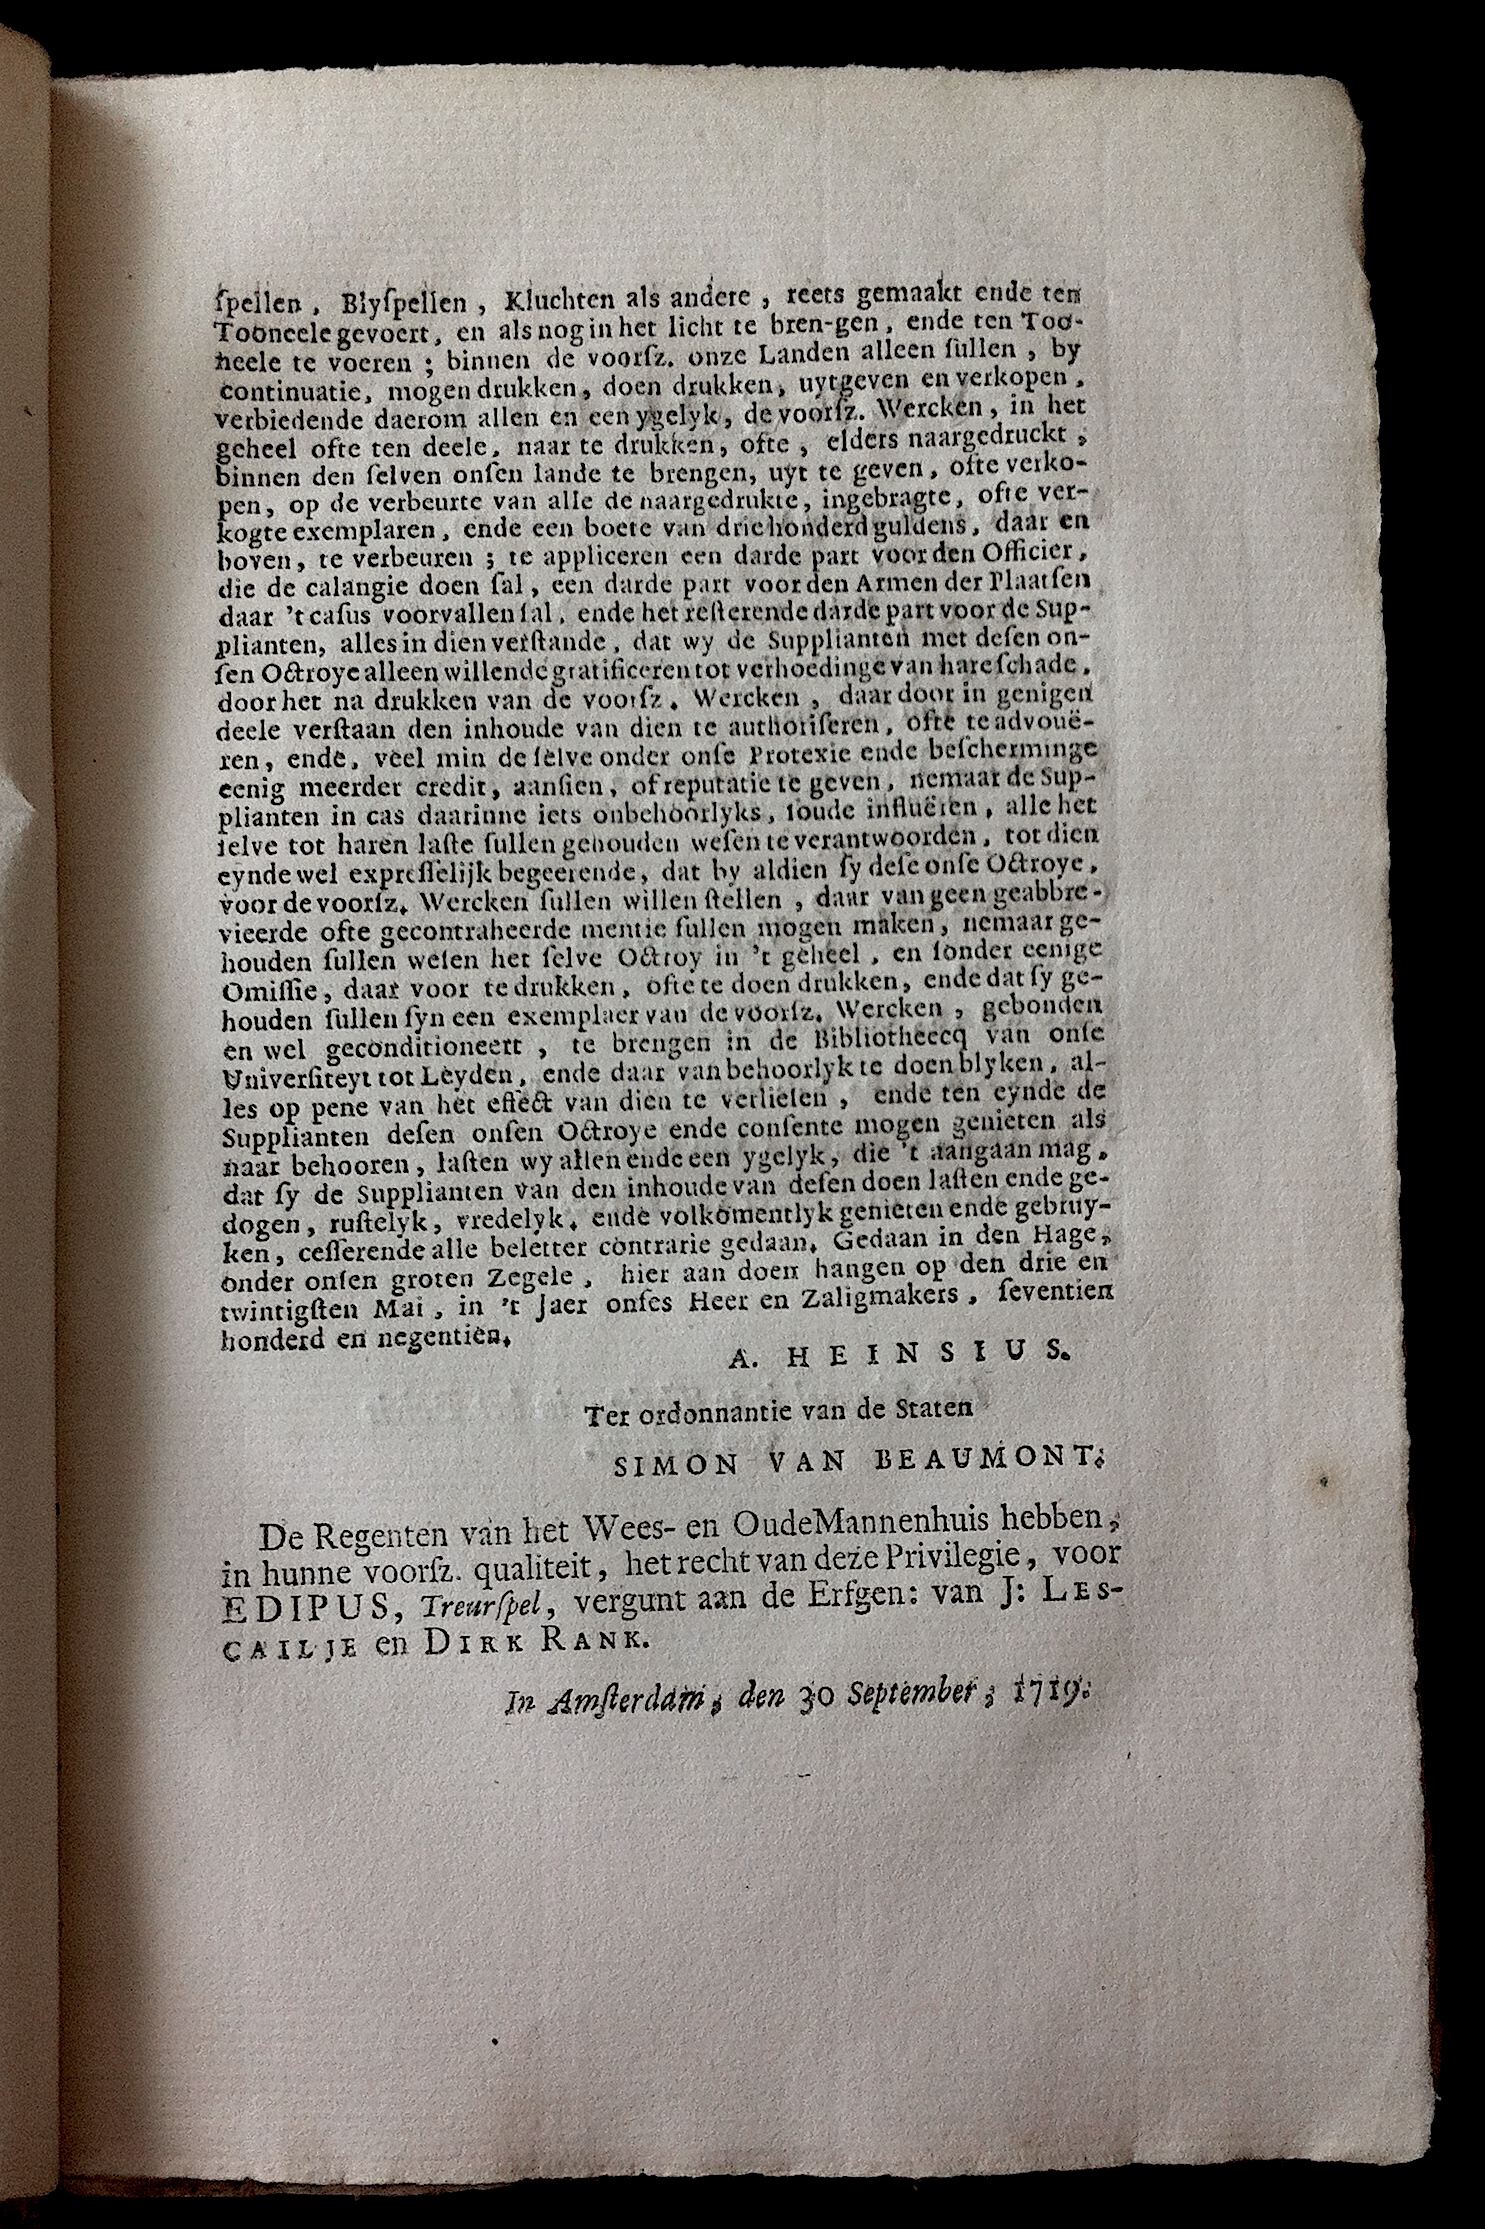 ſpellen, Blyſpellen, Kluchten als andere, reets gemaakt ende ten
Tooneele gevoert, en als nog in het licht te bren-gen, ende ten Too-
neele te voeren; binnen de voorſz. onze Landen alleen ſullen, by
continuatie, mogen drukken, doen drukken, uytgeven en verkopen,
verbiedende daerom allen en een ygelyk, de voorſz. Wercken, in het
geheel ofte ten deele, naar te drukken, ofte, elders naargedruckt,
binnen den ſelven onſen lande te brengen, uyt te geven, ofte verko-
pen, op de verbeurte van alle de naargedrukte, ingebragte, ofte ver-
kogte exemplaren, ende een boete van driehonderd guldens, daar en
boven, te verbeuren; te appliceren een darde part voor den Officier,
die de calangie doen ſal, een darde part voor den Armen der Plaatſen
daar 't caſus voorvallen ſal, ende het reſterende darde part voor de Sup-
plianten, alles in dien verſtande, dat wy de Supplianten met deſen on-
ſen Octroye alleen willende gratificeren tot verhoedinge van hare ſchade,
door het na drukken van de voorſz. Wercken, daar door in genigen
deele verſtaan den inhoude van dien te authoriſeren, ofte te advouë-
ren, ende, veel min de ſelve onder onſe Protexie ende beſcherminge
eenig meerder credit, aanſien, of reputatie te geven, nemaar de Sup-
plianten in cas daarinne iets onbehoorlyks, ſoude influëren, alle het
ſelve tot haren laſte ſullen gehouden weſen te verantwoorden, tot dien
eynde wel expreſſelijk begeerende, dat by aldien ſy deſe onſe Octroye,
voor de voorſz. Wercken ſullen willen ſtellen, daar van geen geabbre-
vieerde ofte gecontraheerde mentie ſullen mogen maken, nemaar ge-
houden ſullen weſen het ſelve Octroy in 't geheel, en ſonder eenige
Omiſſie, daar voor te drukken, ofte te doen drukken, ende dat ſy ge-
houden ſullen ſyn een exemplaer van de voorſz. Wercken, gebonden
en wel geconditioneert, te brengen in de Bibliotheecq van onſe
Univerſiteyt tot Leyden, ende daar van behoorlyk te doen blyken, al-
les op pene van het effect van dien te verlieſen, ende ten eynde de
Supplianten deſen onſen Octroye ende conſente mogen genieten als
naar behooren, laſten wy allen ende een ygelyk, die 't aangaan mag,
dat ſy de Supplianten van den inhoude van deſen doen laſten ende ge-
dogen, ruſtelyk, vredelyk, ende volkomentlyk genieten ende gebruy-
ken, ceſſerende alle beletter contrarie gedaan. Gedaan in den Hage,
onder onſen groten Zegele, hier aan doen hangen op den drie en
twintigſten Mai, in 't Jaer onſes Heer en Zaligmakers, ſeventien
honderd en negentien.
A. HEINSIUS.
Ter ordonnantie van de Staten
SIMON VAN BEAUMONT.
De Regenten van het Wees- en OudeMannenhuis hebben,
in hunne voorſz. qualiteit, het recht van deze Privilegie, voor
EDIPUS, Treurſpel, vergunt aan de Erfgen: van J: LES-
CAILJE en DIRK RANK.
In Amſterdam, den 30 September, 1719.